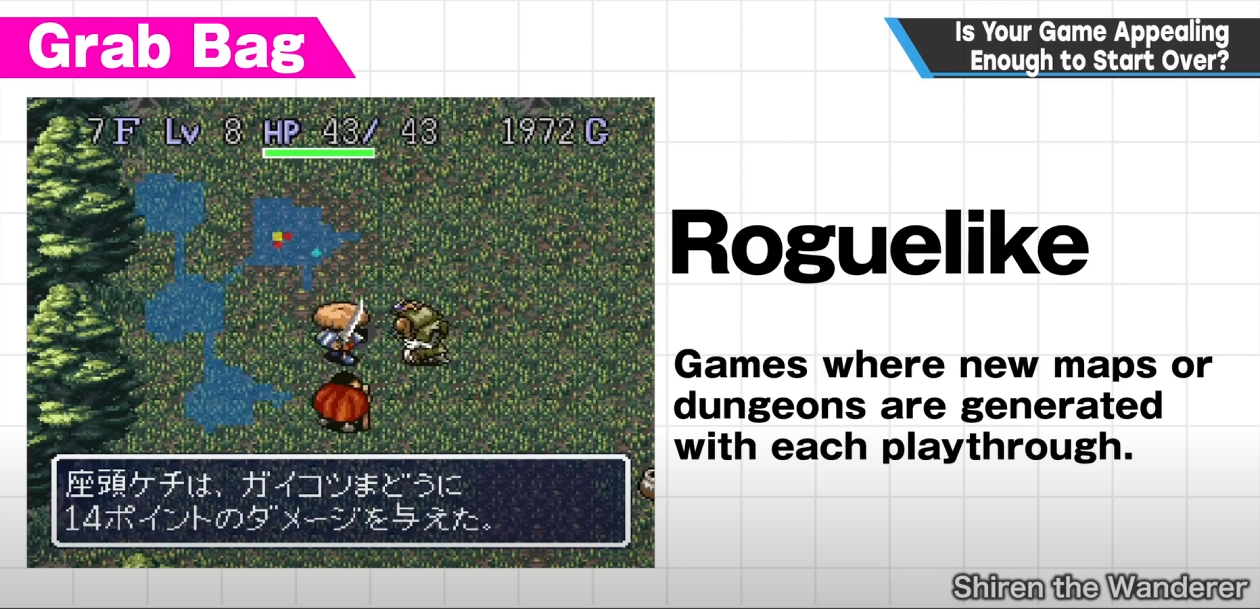 Grab Bag
Is Your Game Appealing
Enough to Start Over?
7F Lv 8 HP 43/ 43 1972G
Roguelike
Games where new maps or
dungeons are generated
with each playthrough.
座頭ケチは、ガイコツまどうに
14ポイントのダメージを与えた。
Shiren the Wanderer